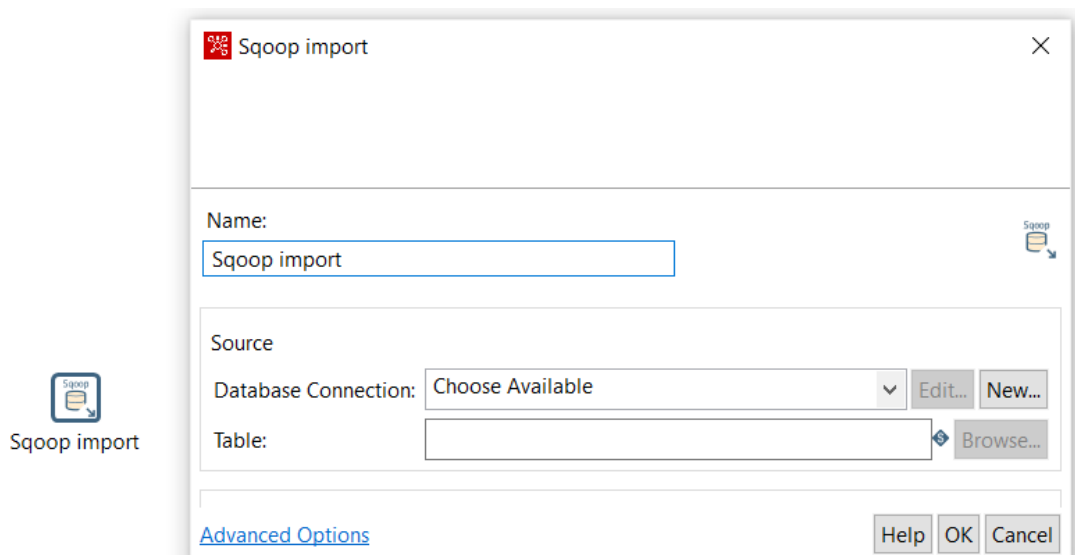 Sqoop import
Name:
Sqoop
Sqoop import
Source
Database Connection: Choose Available Edit... New...
Table: Browse...
Sqoop
Sqoop import
Advanced Options Help OK Cancel